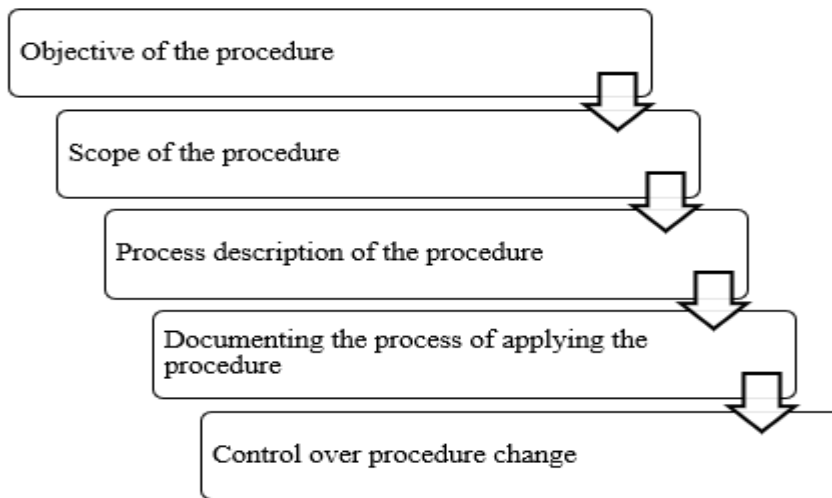 Objective of the procedure
Scope of the procedure
Process description of the procedure
Documenting the process of applying the
procedure
Control over procedure change